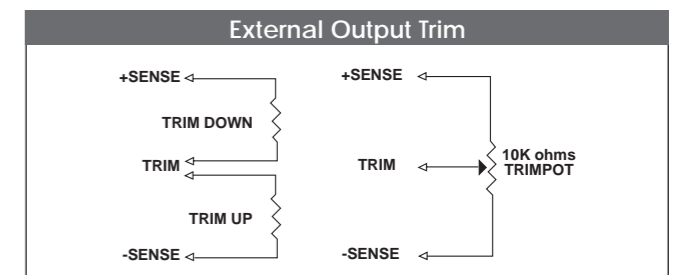 External Output Trim
+SENSE
TRIM DOWN
TRIM
TRIM UP
-SENSE
+SENSE
TRIM
10K ohms
TRIMPOT
-SENSE